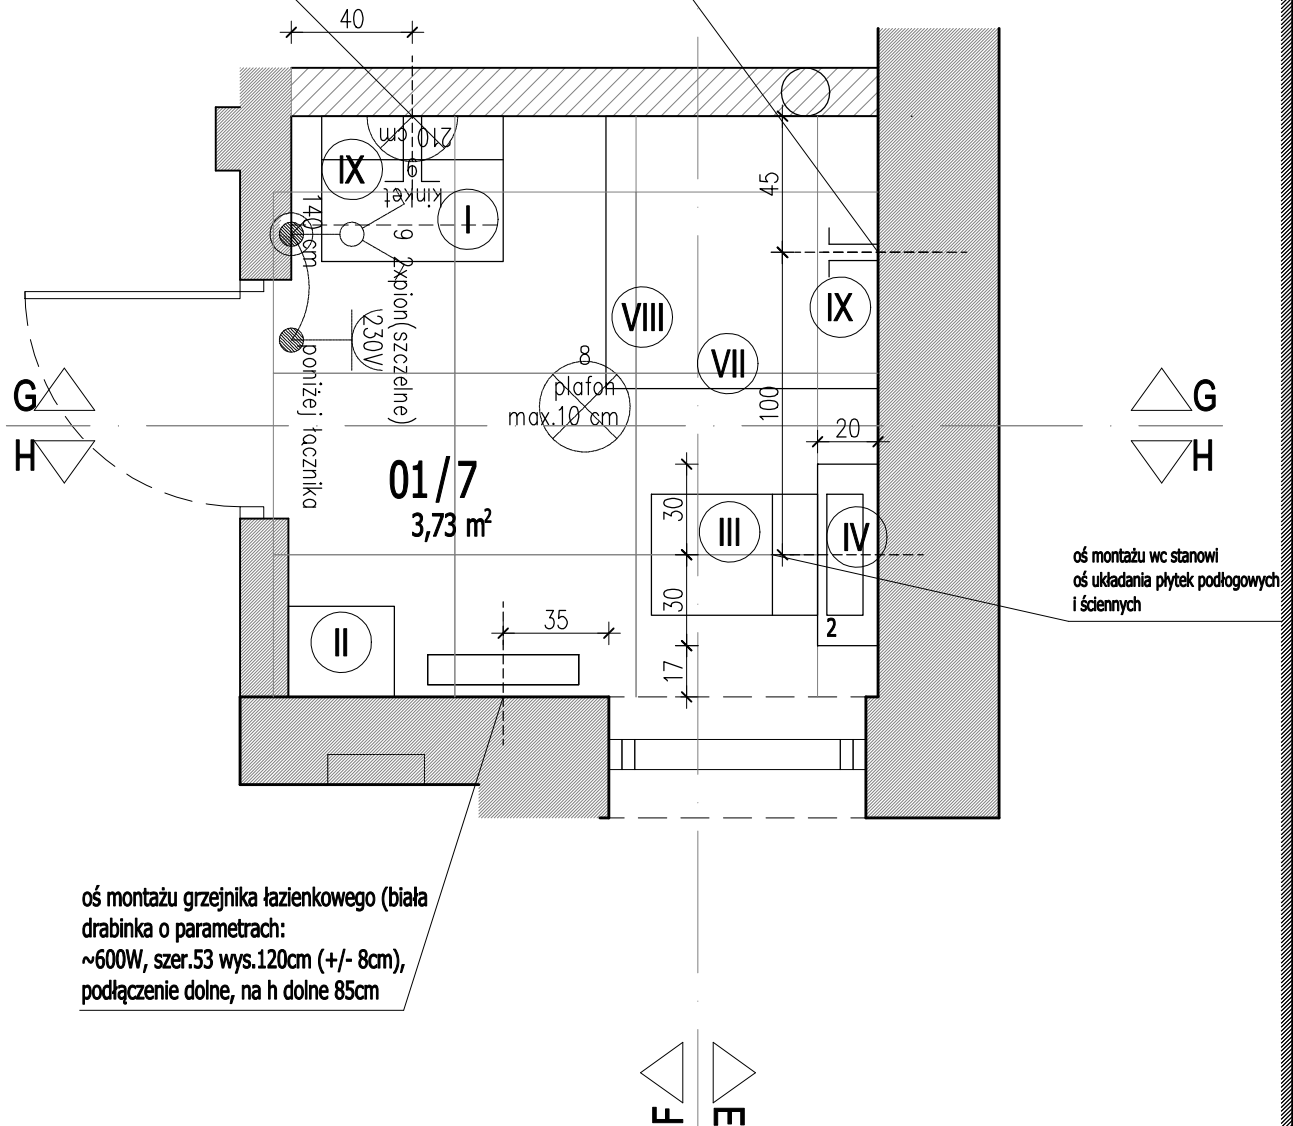 40
210 cm
9
kinket
IX
I
140 cm
9 2xpion(szczelne)
230V
poniżej łącznika
45
IX
VIII
VII
8
plafon
max.10 cm
100
20
G
H
G
H
01/7
3,73 m²
30
III
IV
30
2
17
II
35
oś montażu wc stanowi
oś układania płytek podłogowych
i ściennych
oś montażu grzejnika łazienkowego (biała
drabinka o parametrach:
~600W, szer.53 wys.120cm (+/- 8cm),
podłączenie dolne, na h dolne 85cm
F
E